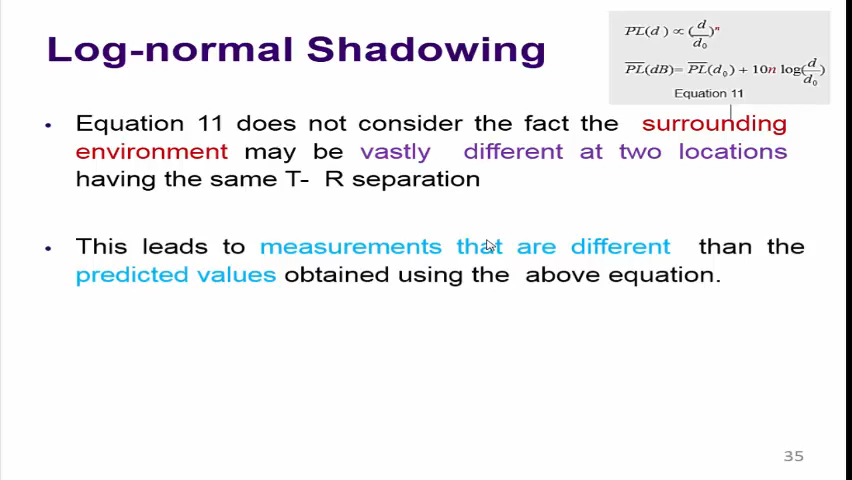 Log-normal Shadowing
PL(d) ∝ (d/d₀)ⁿ
PL(dB)= PL(d₀) + 10n log(d/d₀)
Equation 11
• Equation 11 does not consider the fact the surrounding
environment may be vastly different at two locations
having the same T- R separation
• This leads to measurements that are different than the
predicted values obtained using the above equation.
35